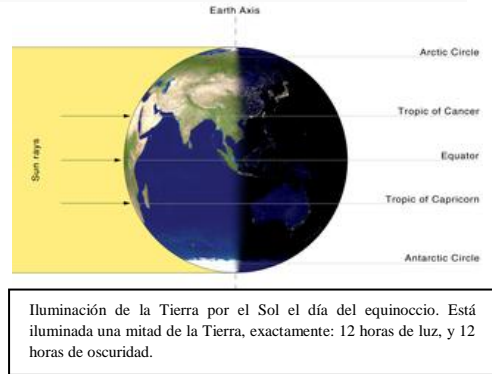 Earth Axis
Arctic Circle
Tropic of Cancer
Sun rays
Equator
Tropic of Capricorn
Antarctic Circle
Iluminación de la Tierra por el Sol el día del equinoccio. Está
iluminada una mitad de la Tierra, exactamente: 12 horas de luz, y 12
horas de oscuridad.